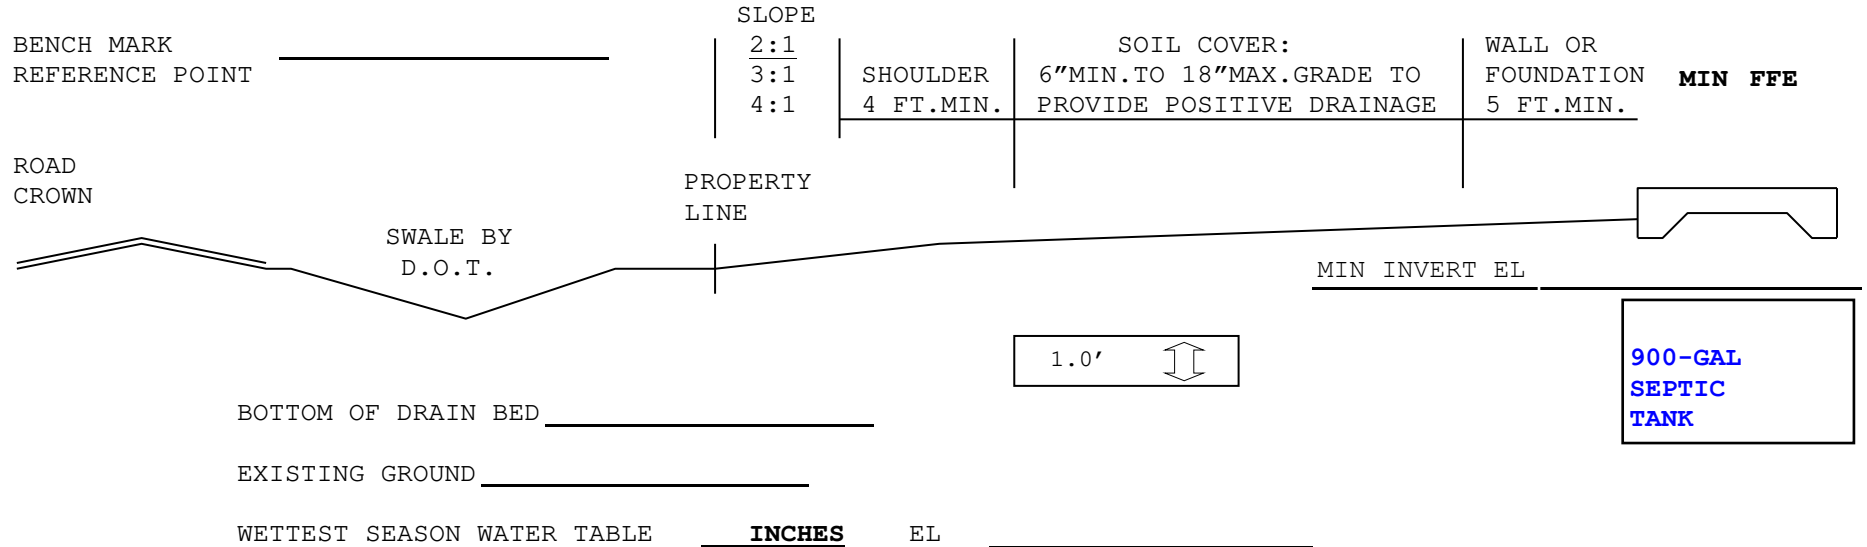 SLOPE
2:1
3:1
4:1
BENCH MARK
REFERENCE POINT
SHOULDER
4 FT.MIN.
SOIL COVER:
6”MIN.TO 18”MAX.GRADE TO
PROVIDE POSITIVE DRAINAGE
WALL OR
FOUNDATION
5 FT.MIN.
MIN FFE
ROAD
CROWN
PROPERTY
LINE
SWALE BY
D.O.T.
MIN INVERT EL
1.0’
900-GAL
SEPTIC
TANK
BOTTOM OF DRAIN BED
EXISTING GROUND
WETTEST SEASON WATER TABLE INCHES EL